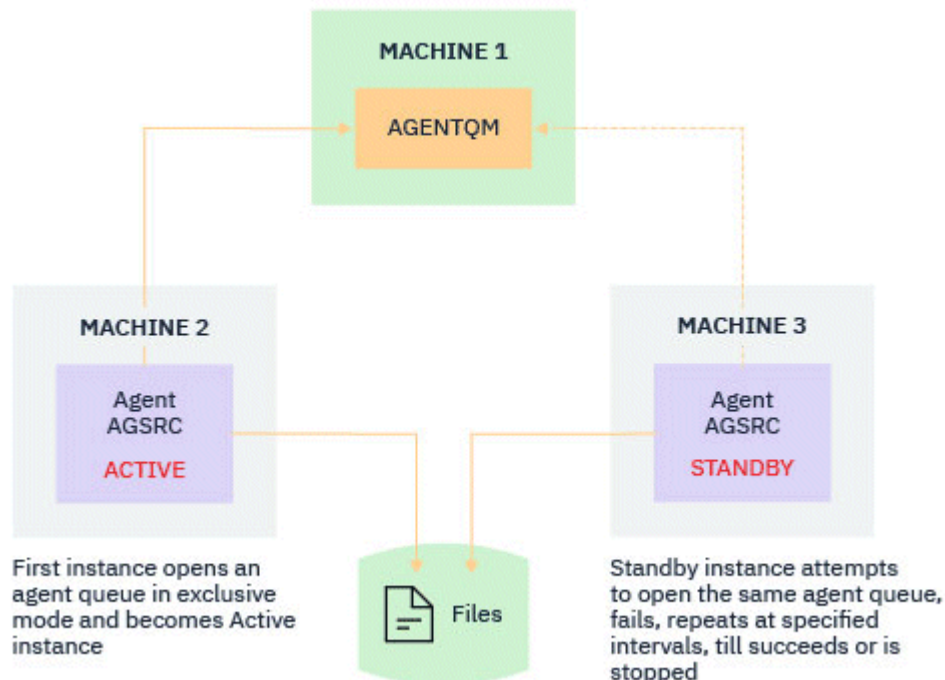 MACHINE 1
AGENTQM
MACHINE 2
Agent
AGSRC
ACTIVE
MACHINE 3
Agent
AGSRC
STANDBY
First instance opens an
agent queue in exclusive
mode and becomes Active
instance
Files
Standby instance attempts
to open the same agent queue,
fails, repeats at specified
intervals, till succeeds or is
stopped